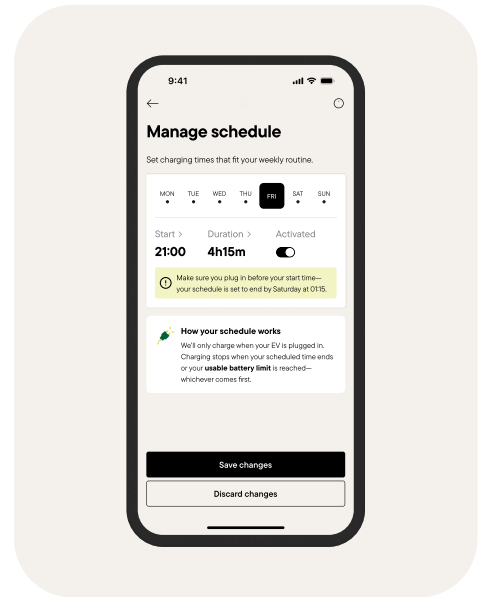 9:41
Manage schedule
Set charging times that fit your weekly routine.
MON TUE WED THU FRI SAT SUN
Start > Duration > Activated
21:00 4h15m
Make sure you plug in before your start time—
your schedule is set to end by Saturday at 01:15.
How your schedule works
We'll only charge when your EV is plugged in.
Charging stops when your scheduled time ends
or your usable battery limit is reached—
whichever comes first.
Save changes
Discard changes